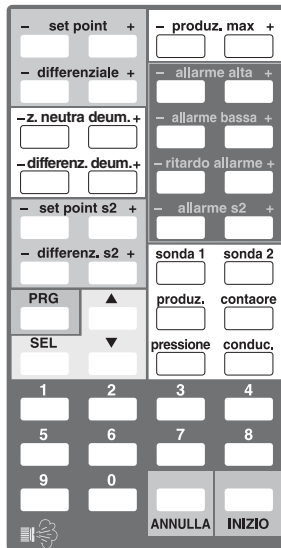 - set point +
- produz. max +
- differenziale +
- allarme alta +
- z. neutra deum. +
- allarme bassa +
- differenz. deum. +
- ritardo allarme +
- set point s2 +
- allarme s2 +
- differenz. s2 +
sonda 1 sonda 2
PRG ▲
produz. contaore
SEL ▼
pressione conduc.
1 2 3 4
5 6 7 8
9 0
ANNULLA INIZIO